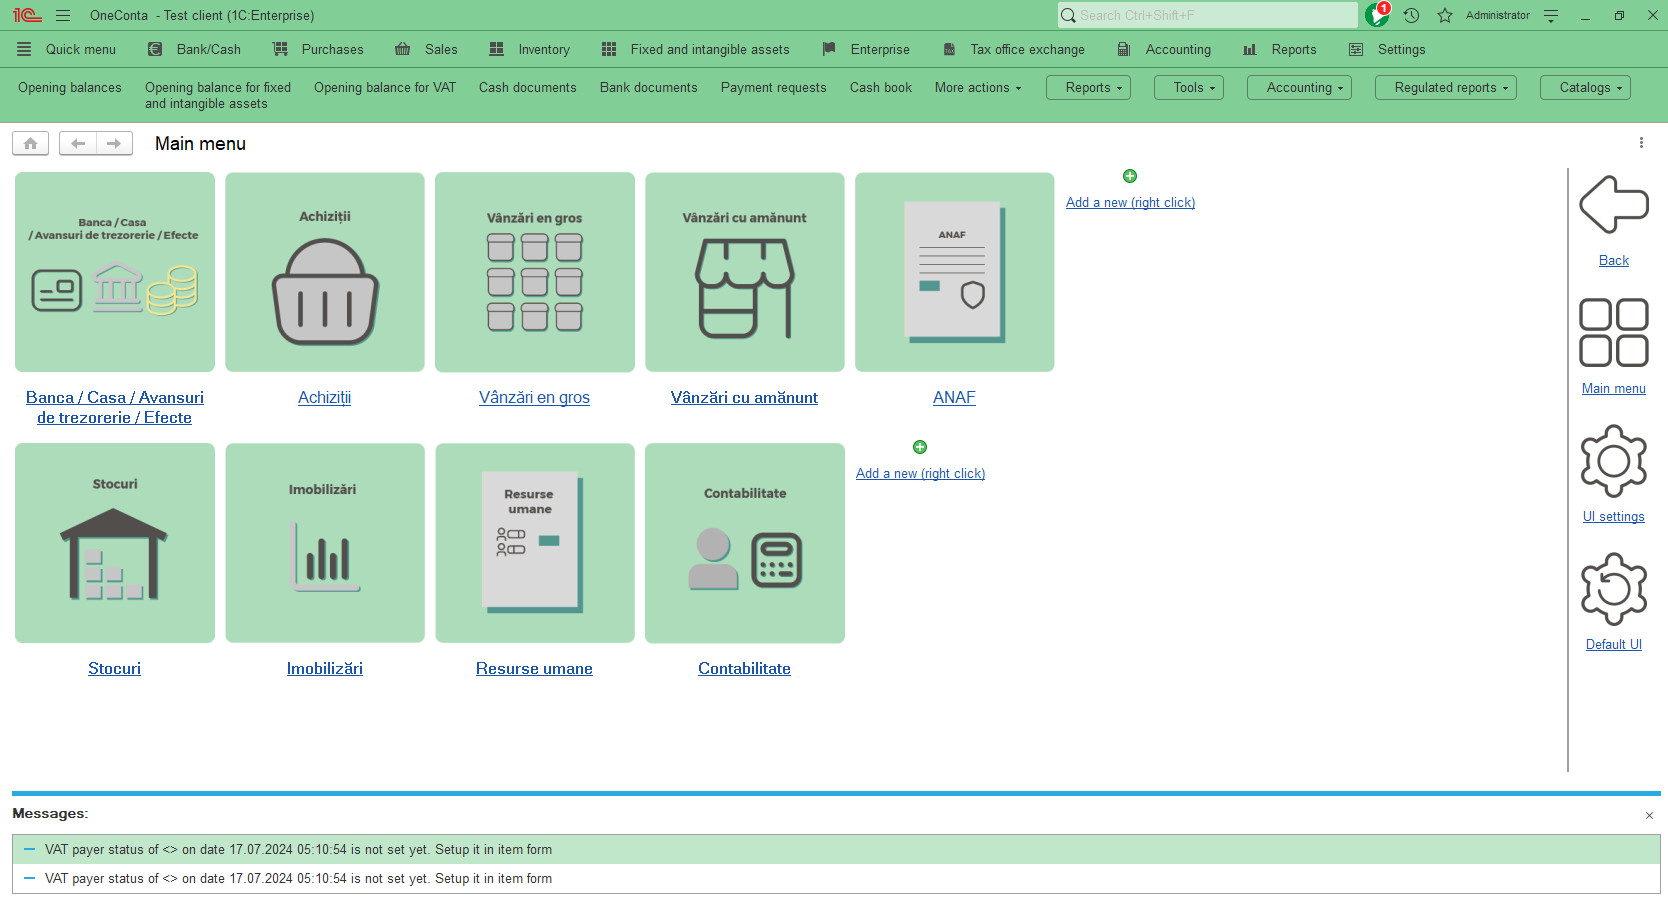 1C OneConta - Test client (1C:Enterprise) Search Ctrl+Shift+F 1 Administrator
Quick menu Bank/Cash Purchases Sales Inventory Fixed and intangible assets Enterprise Tax office exchange Accounting Reports Settings
Opening balances Opening balance for fixed Opening balance for VAT Cash documents Bank documents Payment requests Cash book More actions Reports Tools Accounting Regulated reports Catalogs
and intangible assets
Main menu
Banca / Casa
/ Avansuri de trezorerie / Efecte
Achiziții
Vânzări en gros
Vânzări cu amănunt
ANAF
Add a new (right click)
Banca / Casa / Avansuri
de trezorerie / Efecte
Achiziții
Vânzări en gros
Vânzări cu amănunt
ANAF
Stocuri
Imobilizări
Resurse
umane
Contabilitate
Add a new (right click)
Stocuri
Imobilizări
Resurse umane
Contabilitate
Back
Main menu
UI settings
Default UI
Messages:
VAT payer status of <> on date 17.07.2024 05:10:54 is not set yet. Setup it in item form
VAT payer status of <> on date 17.07.2024 05:10:54 is not set yet. Setup it in item form